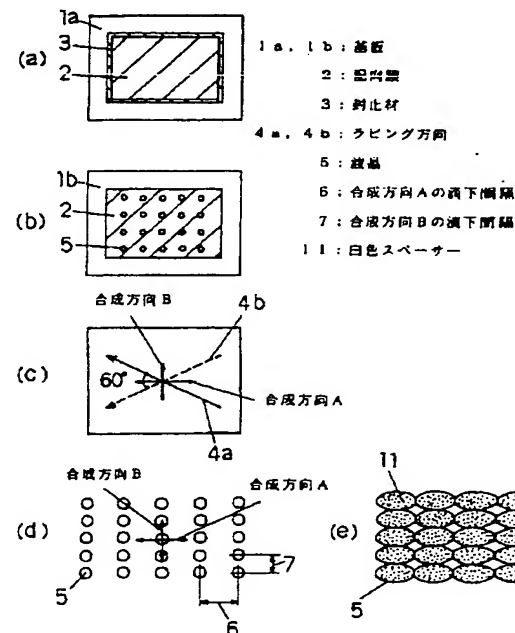 (a)
1a
3
2
1a, 1b：基板
2：配向膜
3：封止材
4a, 4b：ラビング方向
5：液晶
6：合成方向Aの滴下間隔
7：合成方向Bの滴下間隔
11：白色スペーサー
(b)
1b
2
5
(c)
合成方向B
4b
60°
合成方向A
4a
(d)
合成方向B
合成方向A
5
6
7
(e)
11
5